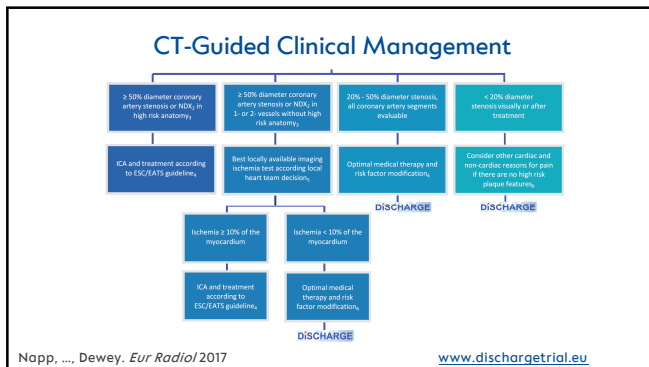 CT-Guided Clinical Management
≥ 50% diameter coronary
artery stenosis or NDX₂ in
high risk anatomy₃
≥ 50% diameter coronary
artery stenosis or NDX₂ in
1- or 2- vessels without high
risk anatomy₃
20% - 50% diameter stenosis,
all coronary artery segments
evaluable
< 20% diameter
stenosis visually or after
treatment
ICA and treatment according
to ESC/EATS guideline₄
Best locally available imaging
ischemia test according local
heart team decision₅
Optimal medical therapy and
risk factor modification₆
Consider other cardiac and
non-cardiac reasons for pain
if there are no high risk
plaque features₆
DISCHARGE
DISCHARGE
Ischemia ≥ 10% of the
myocardium
Ischemia < 10% of the
myocardium
ICA and treatment
according to
ESC/EATS guideline₄
Optimal medical
therapy and risk
factor modification₆
DISCHARGE
Napp, ..., Dewey. Eur Radiol 2017
www.dischargetrial.eu